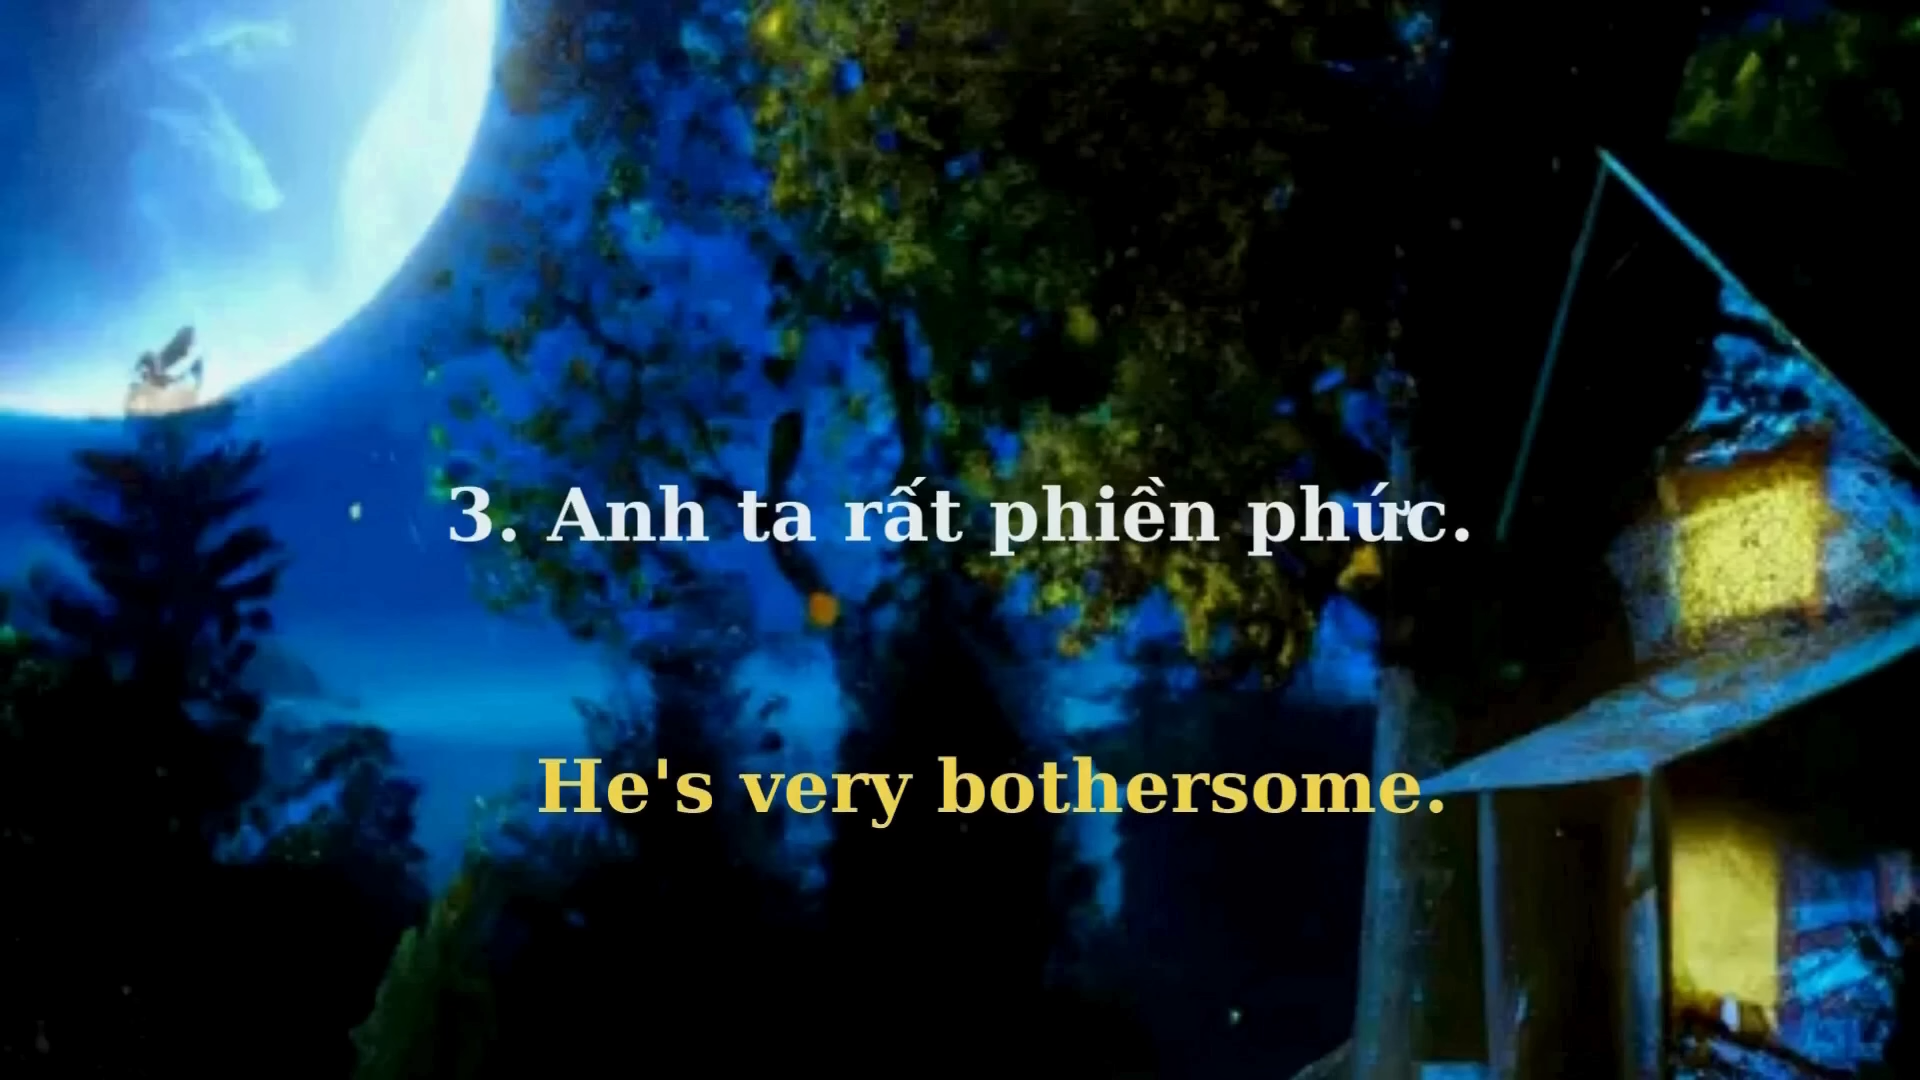 3. Anh ta rất phiền phức.
He's very bothersome.